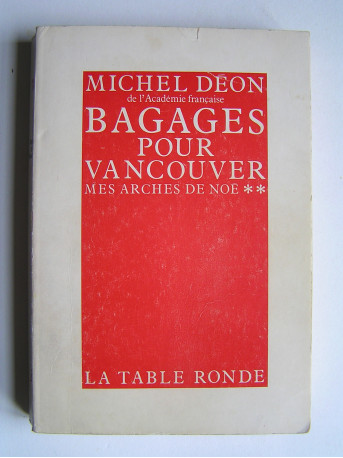 MICHEL DÉON
de l'Académie française
BAGAGES
POUR
VANCOUVER
MES ARCHES DE NOÉ **
LA TABLE RONDE